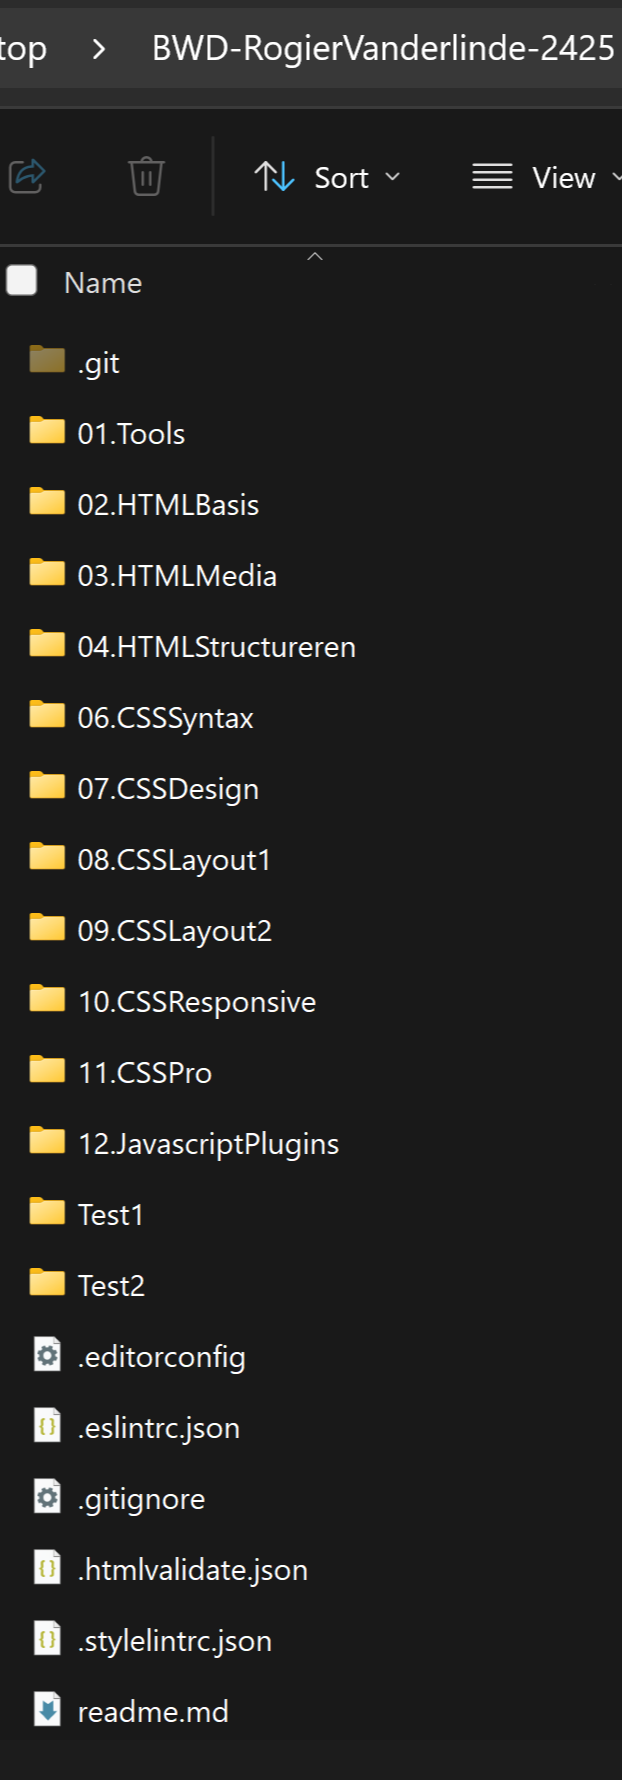 top > BWD-RogierVanderlinde-2425
Sort View
Name
.git
01.Tools
02.HTMLBasis
03.HTMLMedia
04.HTMLStructureren
06.CSSSyntax
07.CSSDesign
08.CSSLayout1
09.CSSLayout2
10.CSSResponsive
11.CSSPro
12.JavascriptPlugins
Test1
Test2
.editorconfig
.eslintrc.json
.gitignore
.htmlvalidate.json
.stylelintrc.json
readme.md